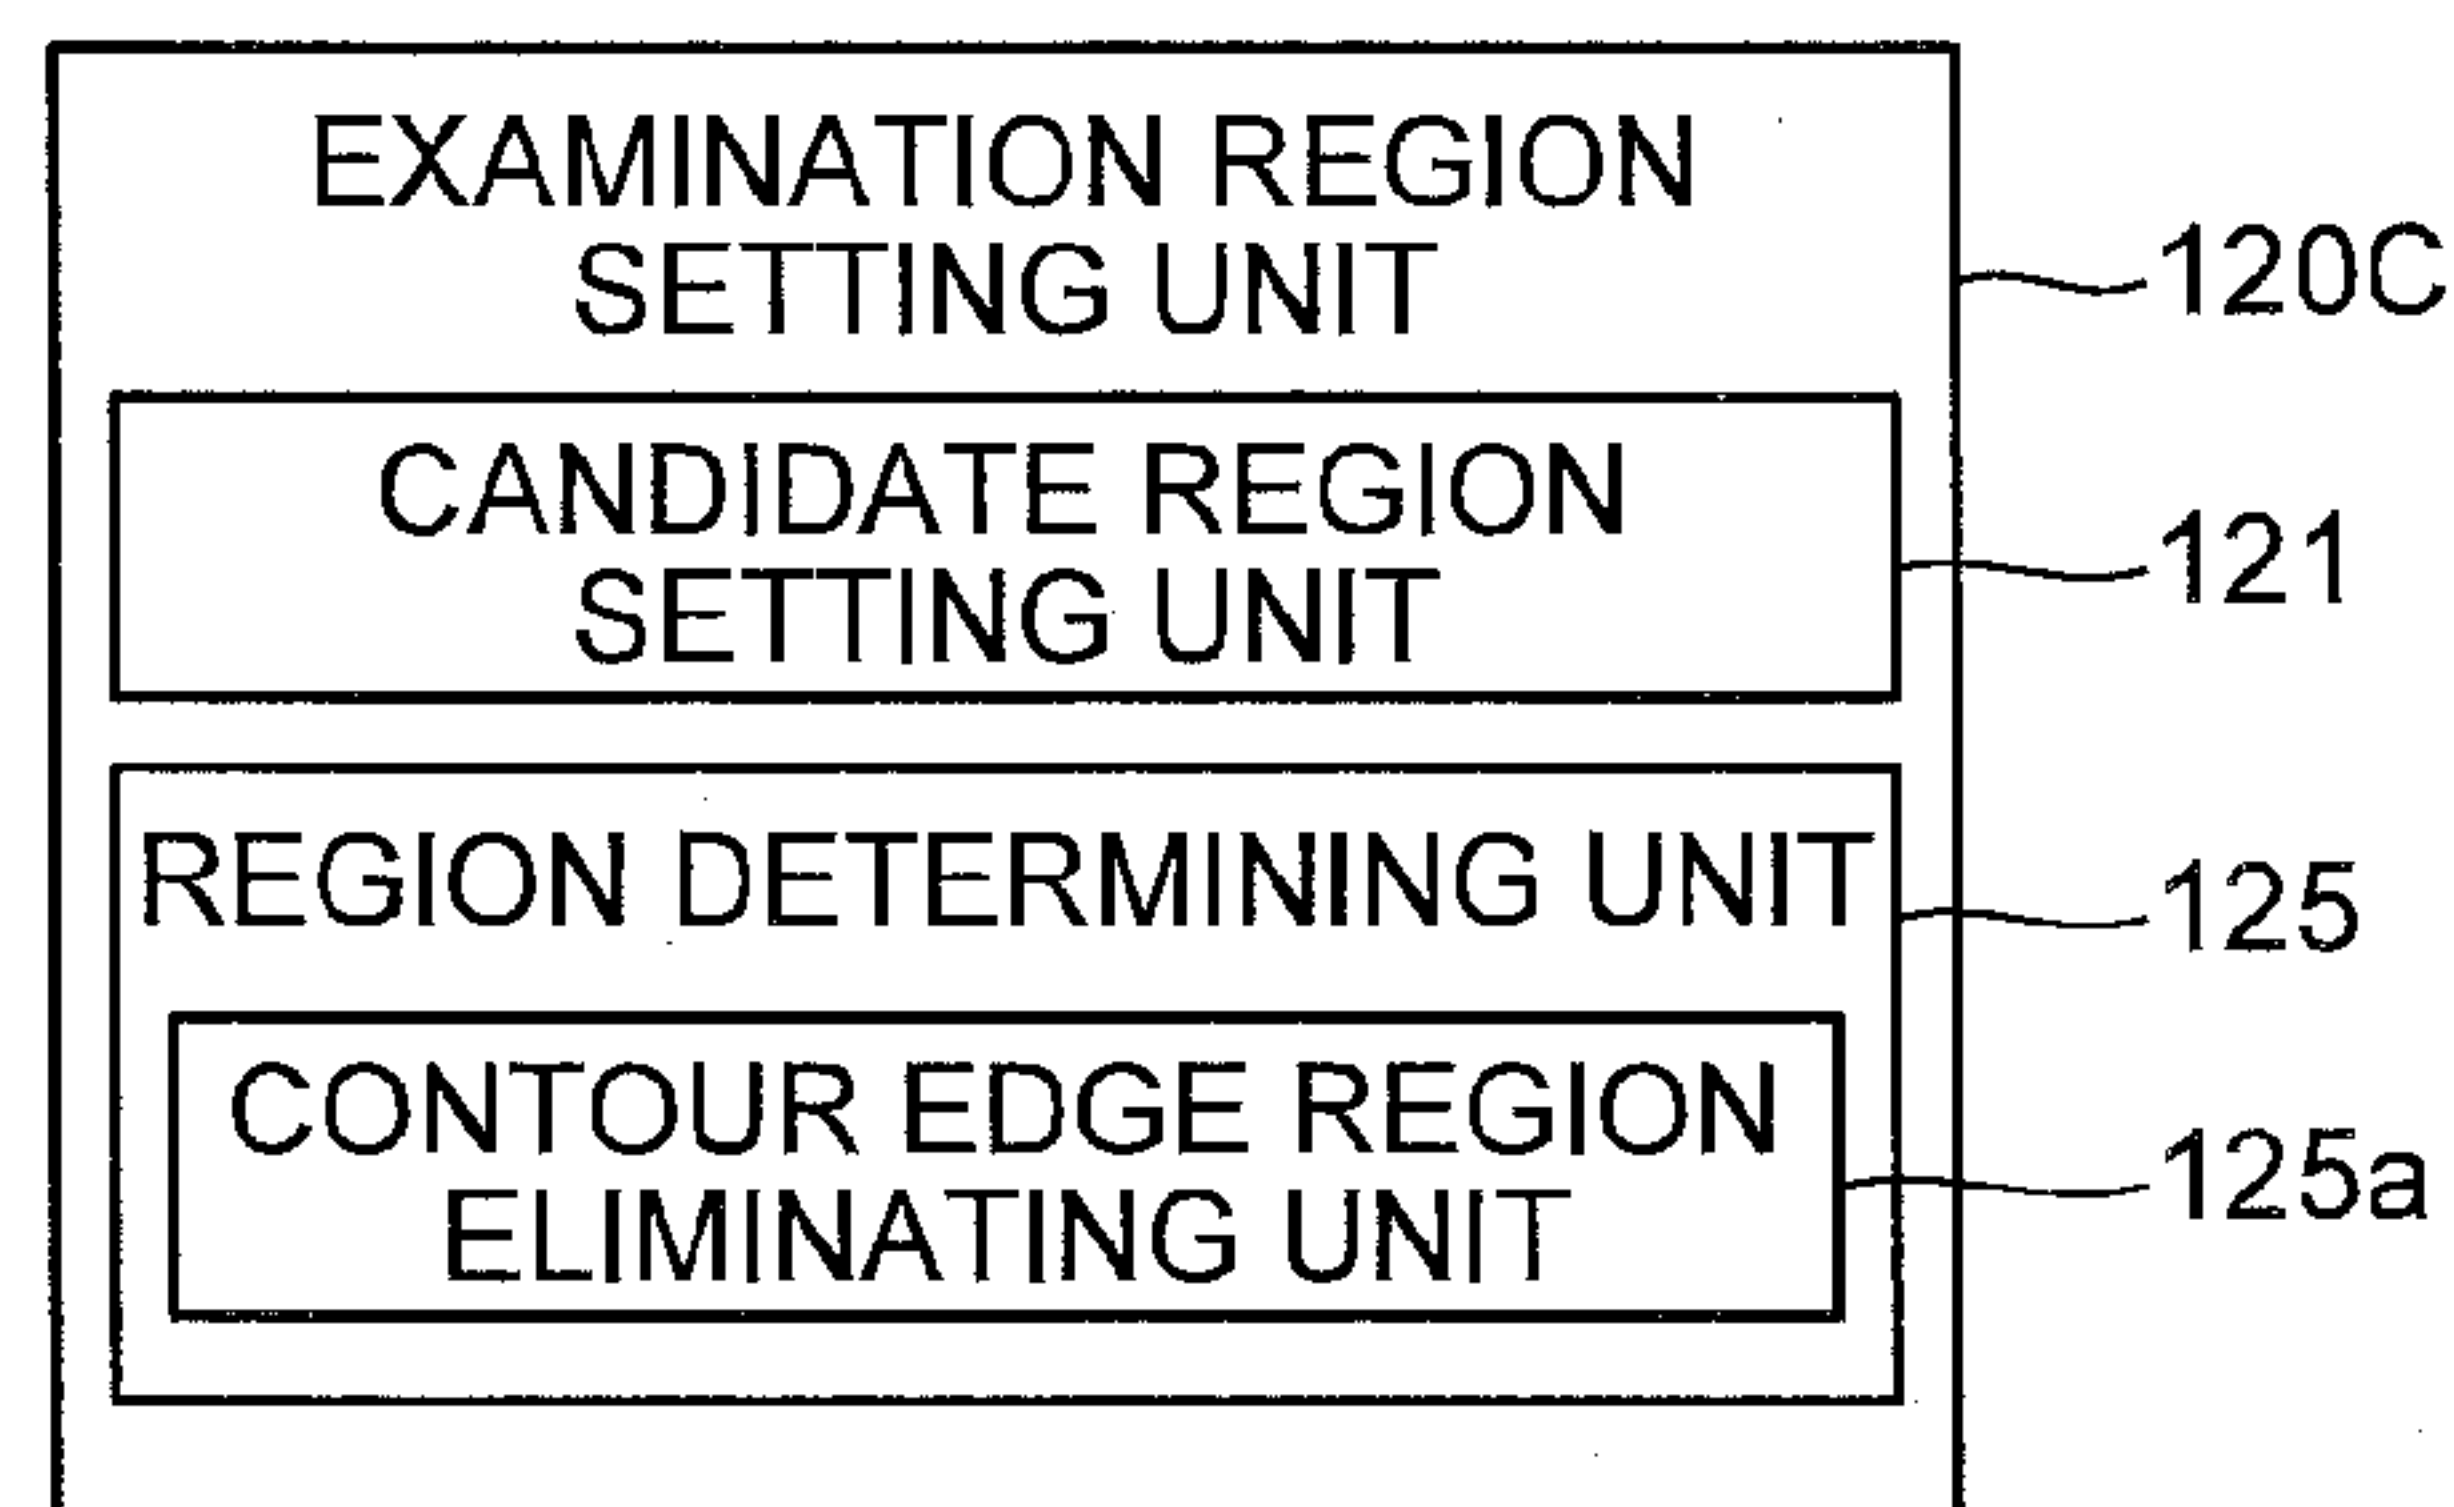 EXAMINATION REGION
SETTING UNIT
120C
CANDIDATE REGION
SETTING UNIT
121
REGION DETERMINING UNIT
125
CONTOUR EDGE REGION
ELIMINATING UNIT
125a